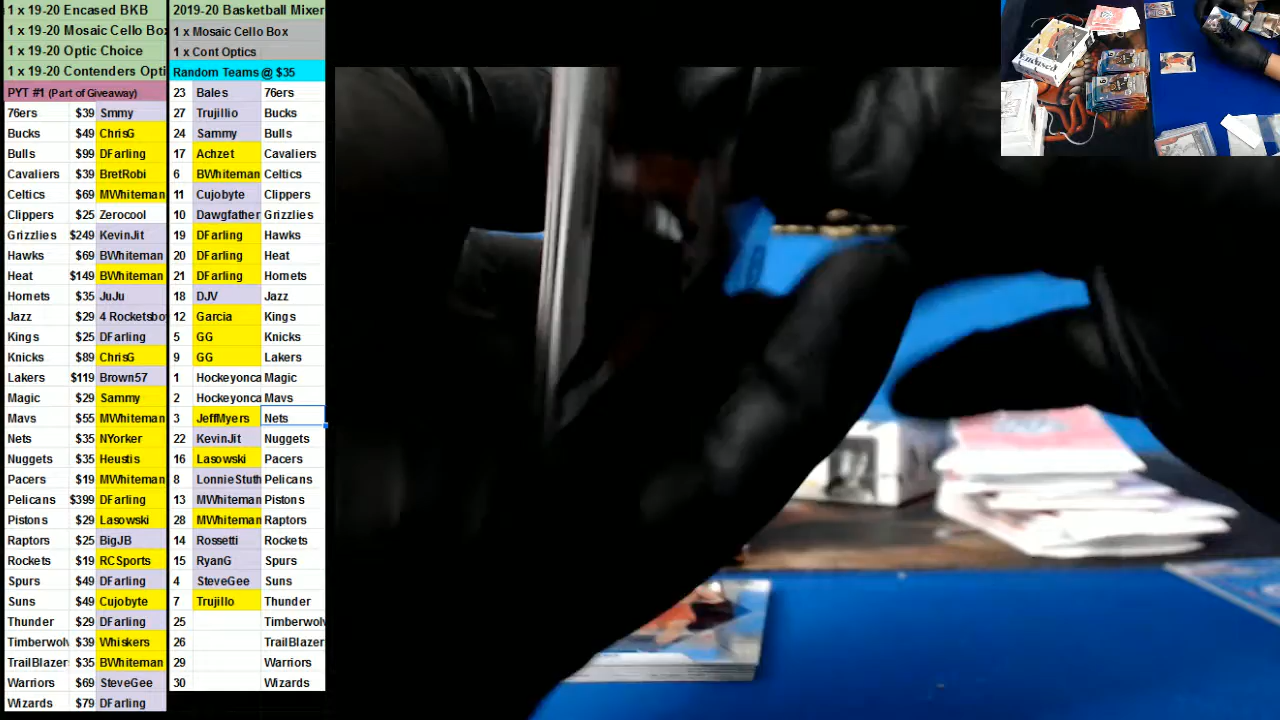 1 x 19-20 Encased BKB
1 x 19-20 Mosaic Cello Box
1 x 19-20 Optic Choice
1 x 19-20 Contenders Opti
PYT #1 (Part of Giveaway)
76ers $39 Smmy
Bucks $49 ChrisG
Bulls $99 DFarling
Cavaliers $39 BretRobi
Celtics $69 MWhiteman
Clippers $25 Zerocool
Grizzlies $249 KevinJit
Hawks $69 BWhiteman
Heat $149 BWhiteman
Hornets $35 JuJu
Jazz $29 4 Rocketsbo
Kings $25 DFarling
Knicks $89 ChrisG
Lakers $119 Brown57
Magic $29 Sammy
Mavs $55 MWhiteman
Nets $35 NYorker
Nuggets $35 Heustis
Pacers $19 MWhiteman
Pelicans $399 DFarling
Pistons $29 Lasowski
Raptors $25 BigJB
Rockets $19 RCSports
Spurs $49 DFarling
Suns $49 Cujobyte
Thunder $29 DFarling
Timberwolv $39 Whiskers
TrailBlazer $35 BWhiteman
Warriors $69 SteveGee
Wizards $79 DFarling
2019-20 Basketball Mixer
1 x Mosaic Cello Box
1 x Cont Optics
Random Teams @ $35
23 Bales 76ers
27 Trujillio Bucks
24 Sammy Bulls
17 Achzet Cavaliers
6 BWhiteman Celtics
11 Cujobyte Clippers
10 Dawgfather Grizzlies
19 DFarling Hawks
20 DFarling Heat
21 DFarling Hornets
18 DJV Jazz
12 Garcia Kings
5 GG Knicks
9 GG Lakers
1 Hockeyonca Magic
2 Hockeyonca Mavs
3 JeffMyers Nets
22 KevinJit Nuggets
16 Lasowski Pacers
8 LonnieStuth Pelicans
13 MWhiteman Pistons
28 MWhiteman Raptors
14 Rossetti Rockets
15 RyanG Spurs
4 SteveGee Suns
7 Trujillo Thunder
25 Timberwol
26 TrailBlazer
29 Warriors
30 Wizards
Encased